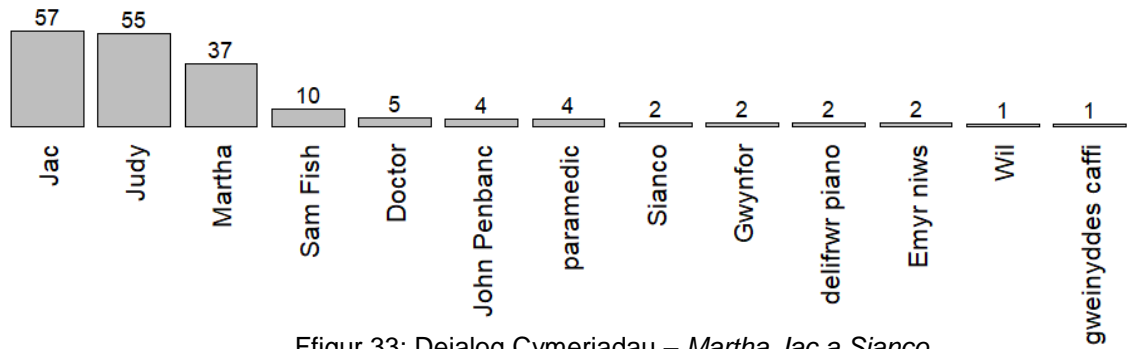 57
55
37
10
5
4
4
2
2
2
2
1
1
Jac
Judy
Martha
Sam Fish
Doctor
John Penbanc
paramedic
Sianco
Gwynfor
delifrwr piano
Emyr niws
Wil
gweinyddes caffi
Ffigur 33: Deialog Cymeriadau – Martha Jac a Sianco